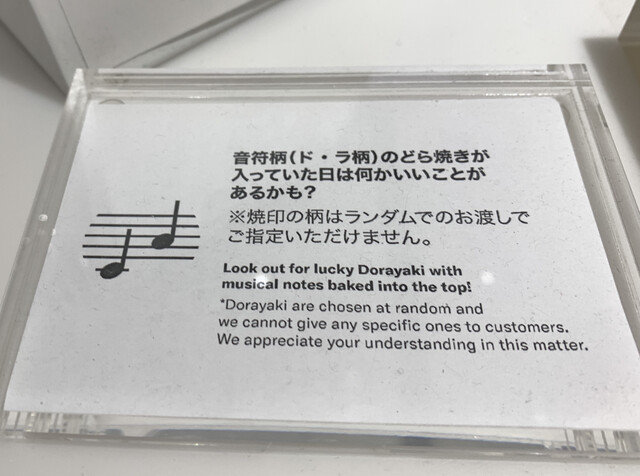 音符柄(ド・ラ柄)のどら焼きが
入っていた日は何かいいことが
あるかも?
※焼印の柄はランダムでのお渡しで
ご指定いただけません。
Look out for lucky Dorayaki with
musical notes baked into the top!
*Dorayaki are chosen at random and
we cannot give any specific ones to customers.
We appreciate your understanding in this matter.